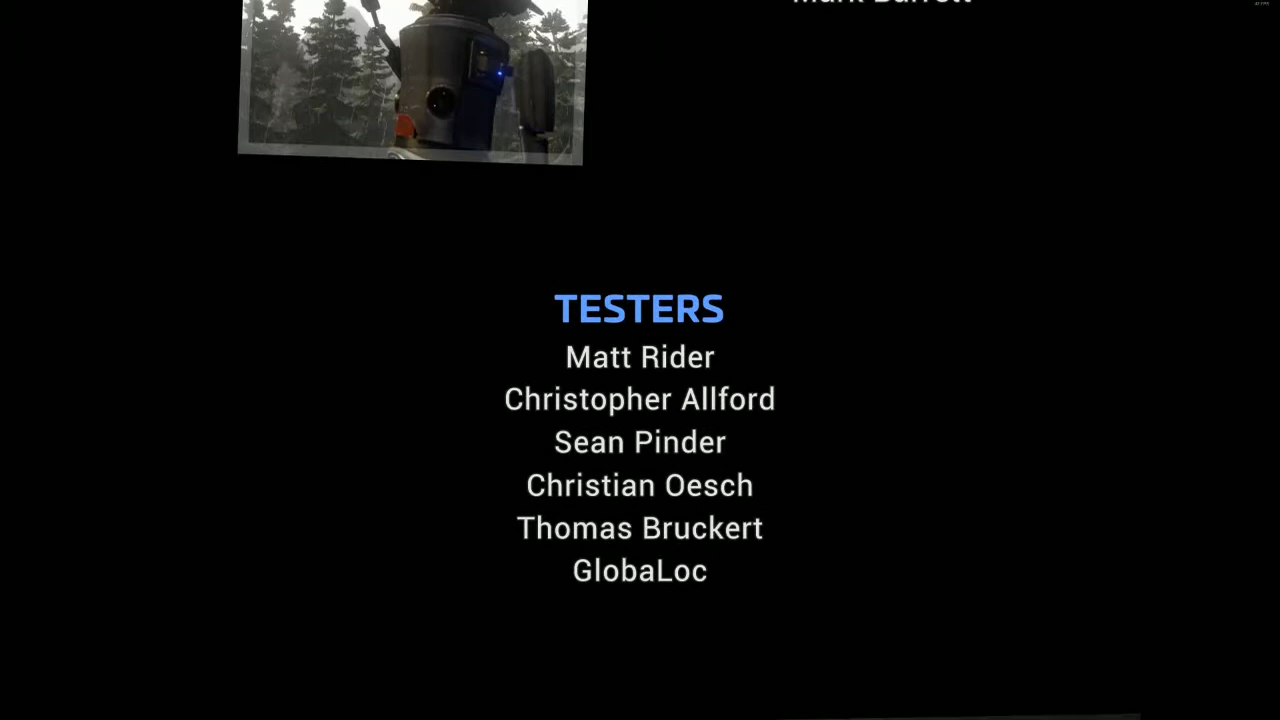 TESTERS
Matt Rider
Christopher Allford
Sean Pinder
Christian Oesch
Thomas Bruckert
GlobaLoc